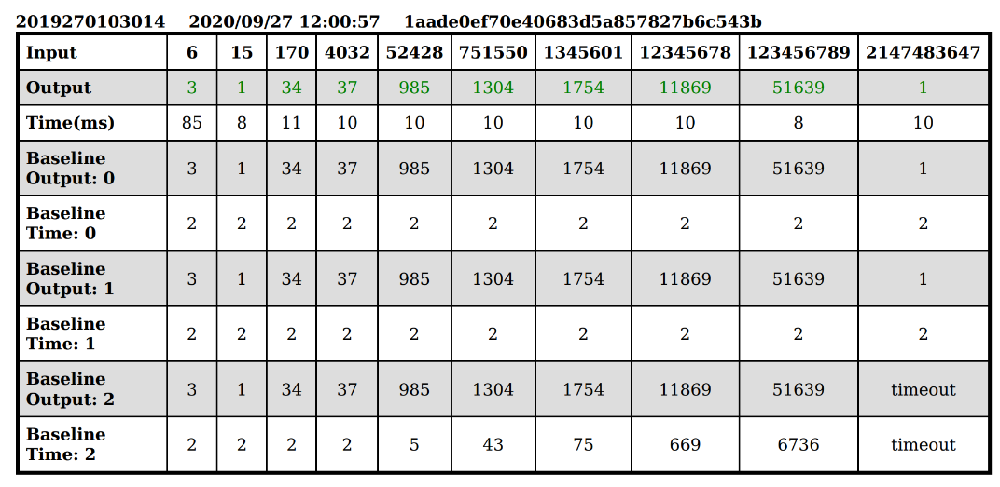 2019270103014 2020/09/27 12:00:57 1aade0ef70e40683d5a857827b6c543b
Input 6 15 170 4032 52428 751550 1345601 12345678 123456789 2147483647
Output 3 1 34 37 985 1304 1754 11869 51639 1
Time(ms) 85 8 11 10 10 10 10 10 8 10
Baseline
Output: 0 3 1 34 37 985 1304 1754 11869 51639 1
Baseline
Time: 0 2 2 2 2 2 2 2 2 2 2
Baseline
Output: 1 3 1 34 37 985 1304 1754 11869 51639 1
Baseline
Time: 1 2 2 2 2 2 2 2 2 2 2
Baseline
Output: 2 3 1 34 37 985 1304 1754 11869 51639 timeout
Baseline
Time: 2 2 2 2 2 5 43 75 669 6736 timeout